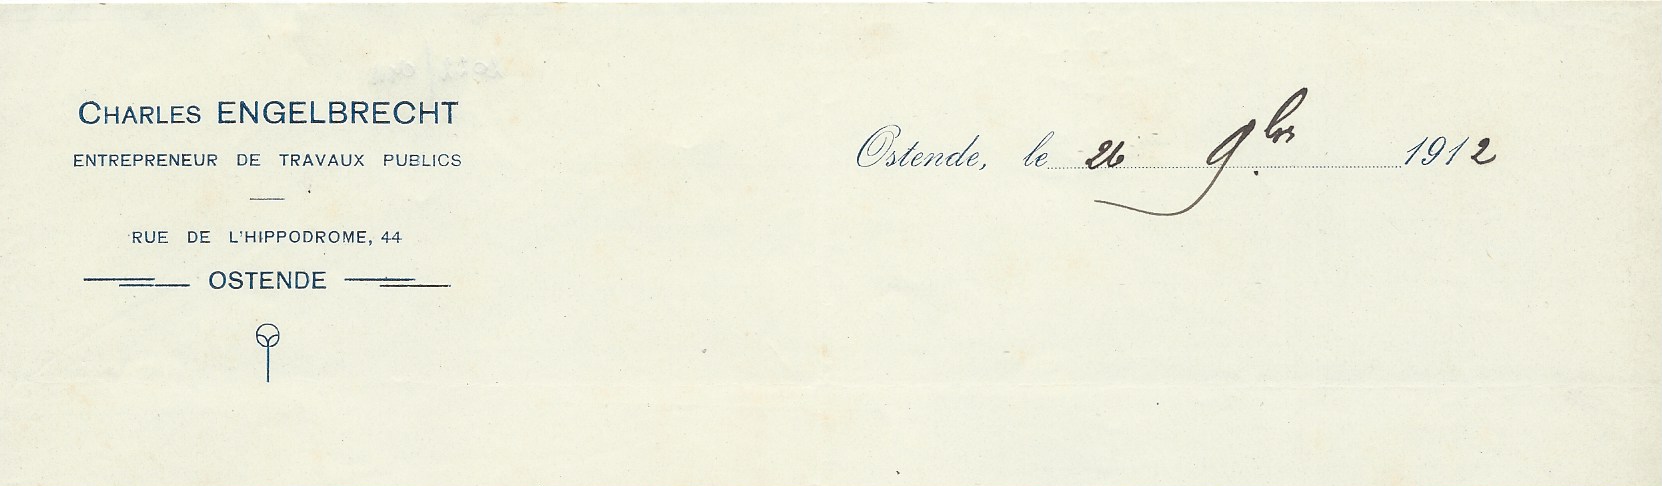 CHARLES ENGELBRECHT
ENTREPRENEUR DE TRAVAUX PUBLICS
RUE DE L'HIPPODROME, 44
OSTENDE
Ostende, le 26 9bre 1912